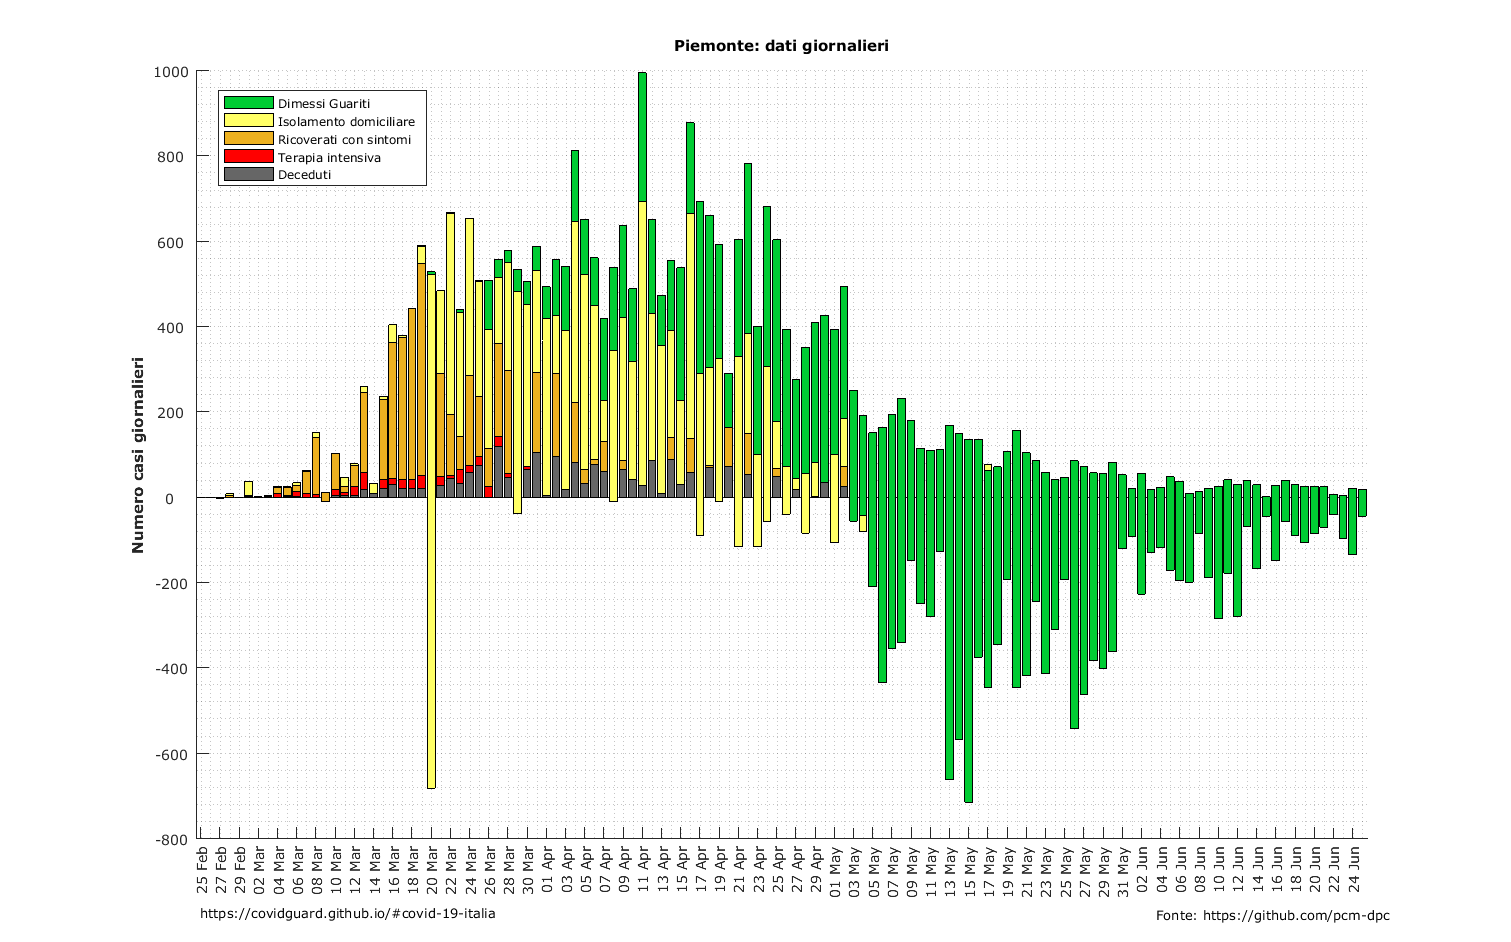 Piemonte: dati giornalieri
1000
800
600
400
200
0
-200
-400
-600
-800
Numero casi giornalieri
Dimessi Guariti
Isolamento domiciliare
Ricoverati con sintomi
Terapia intensiva
Deceduti
25 Feb
27 Feb
29 Feb
02 Mar
04 Mar
06 Mar
08 Mar
10 Mar
12 Mar
14 Mar
16 Mar
18 Mar
20 Mar
22 Mar
24 Mar
26 Mar
28 Mar
30 Mar
01 Apr
03 Apr
05 Apr
07 Apr
09 Apr
11 Apr
13 Apr
15 Apr
17 Apr
19 Apr
21 Apr
23 Apr
25 Apr
27 Apr
29 Apr
01 May
03 May
05 May
07 May
09 May
11 May
13 May
15 May
17 May
19 May
21 May
23 May
25 May
27 May
29 May
31 May
02 Jun
04 Jun
06 Jun
08 Jun
10 Jun
12 Jun
14 Jun
16 Jun
18 Jun
20 Jun
22 Jun
24 Jun
https://covidguard.github.io/#covid-19-italia
Fonte: https://github.com/pcm-dpc